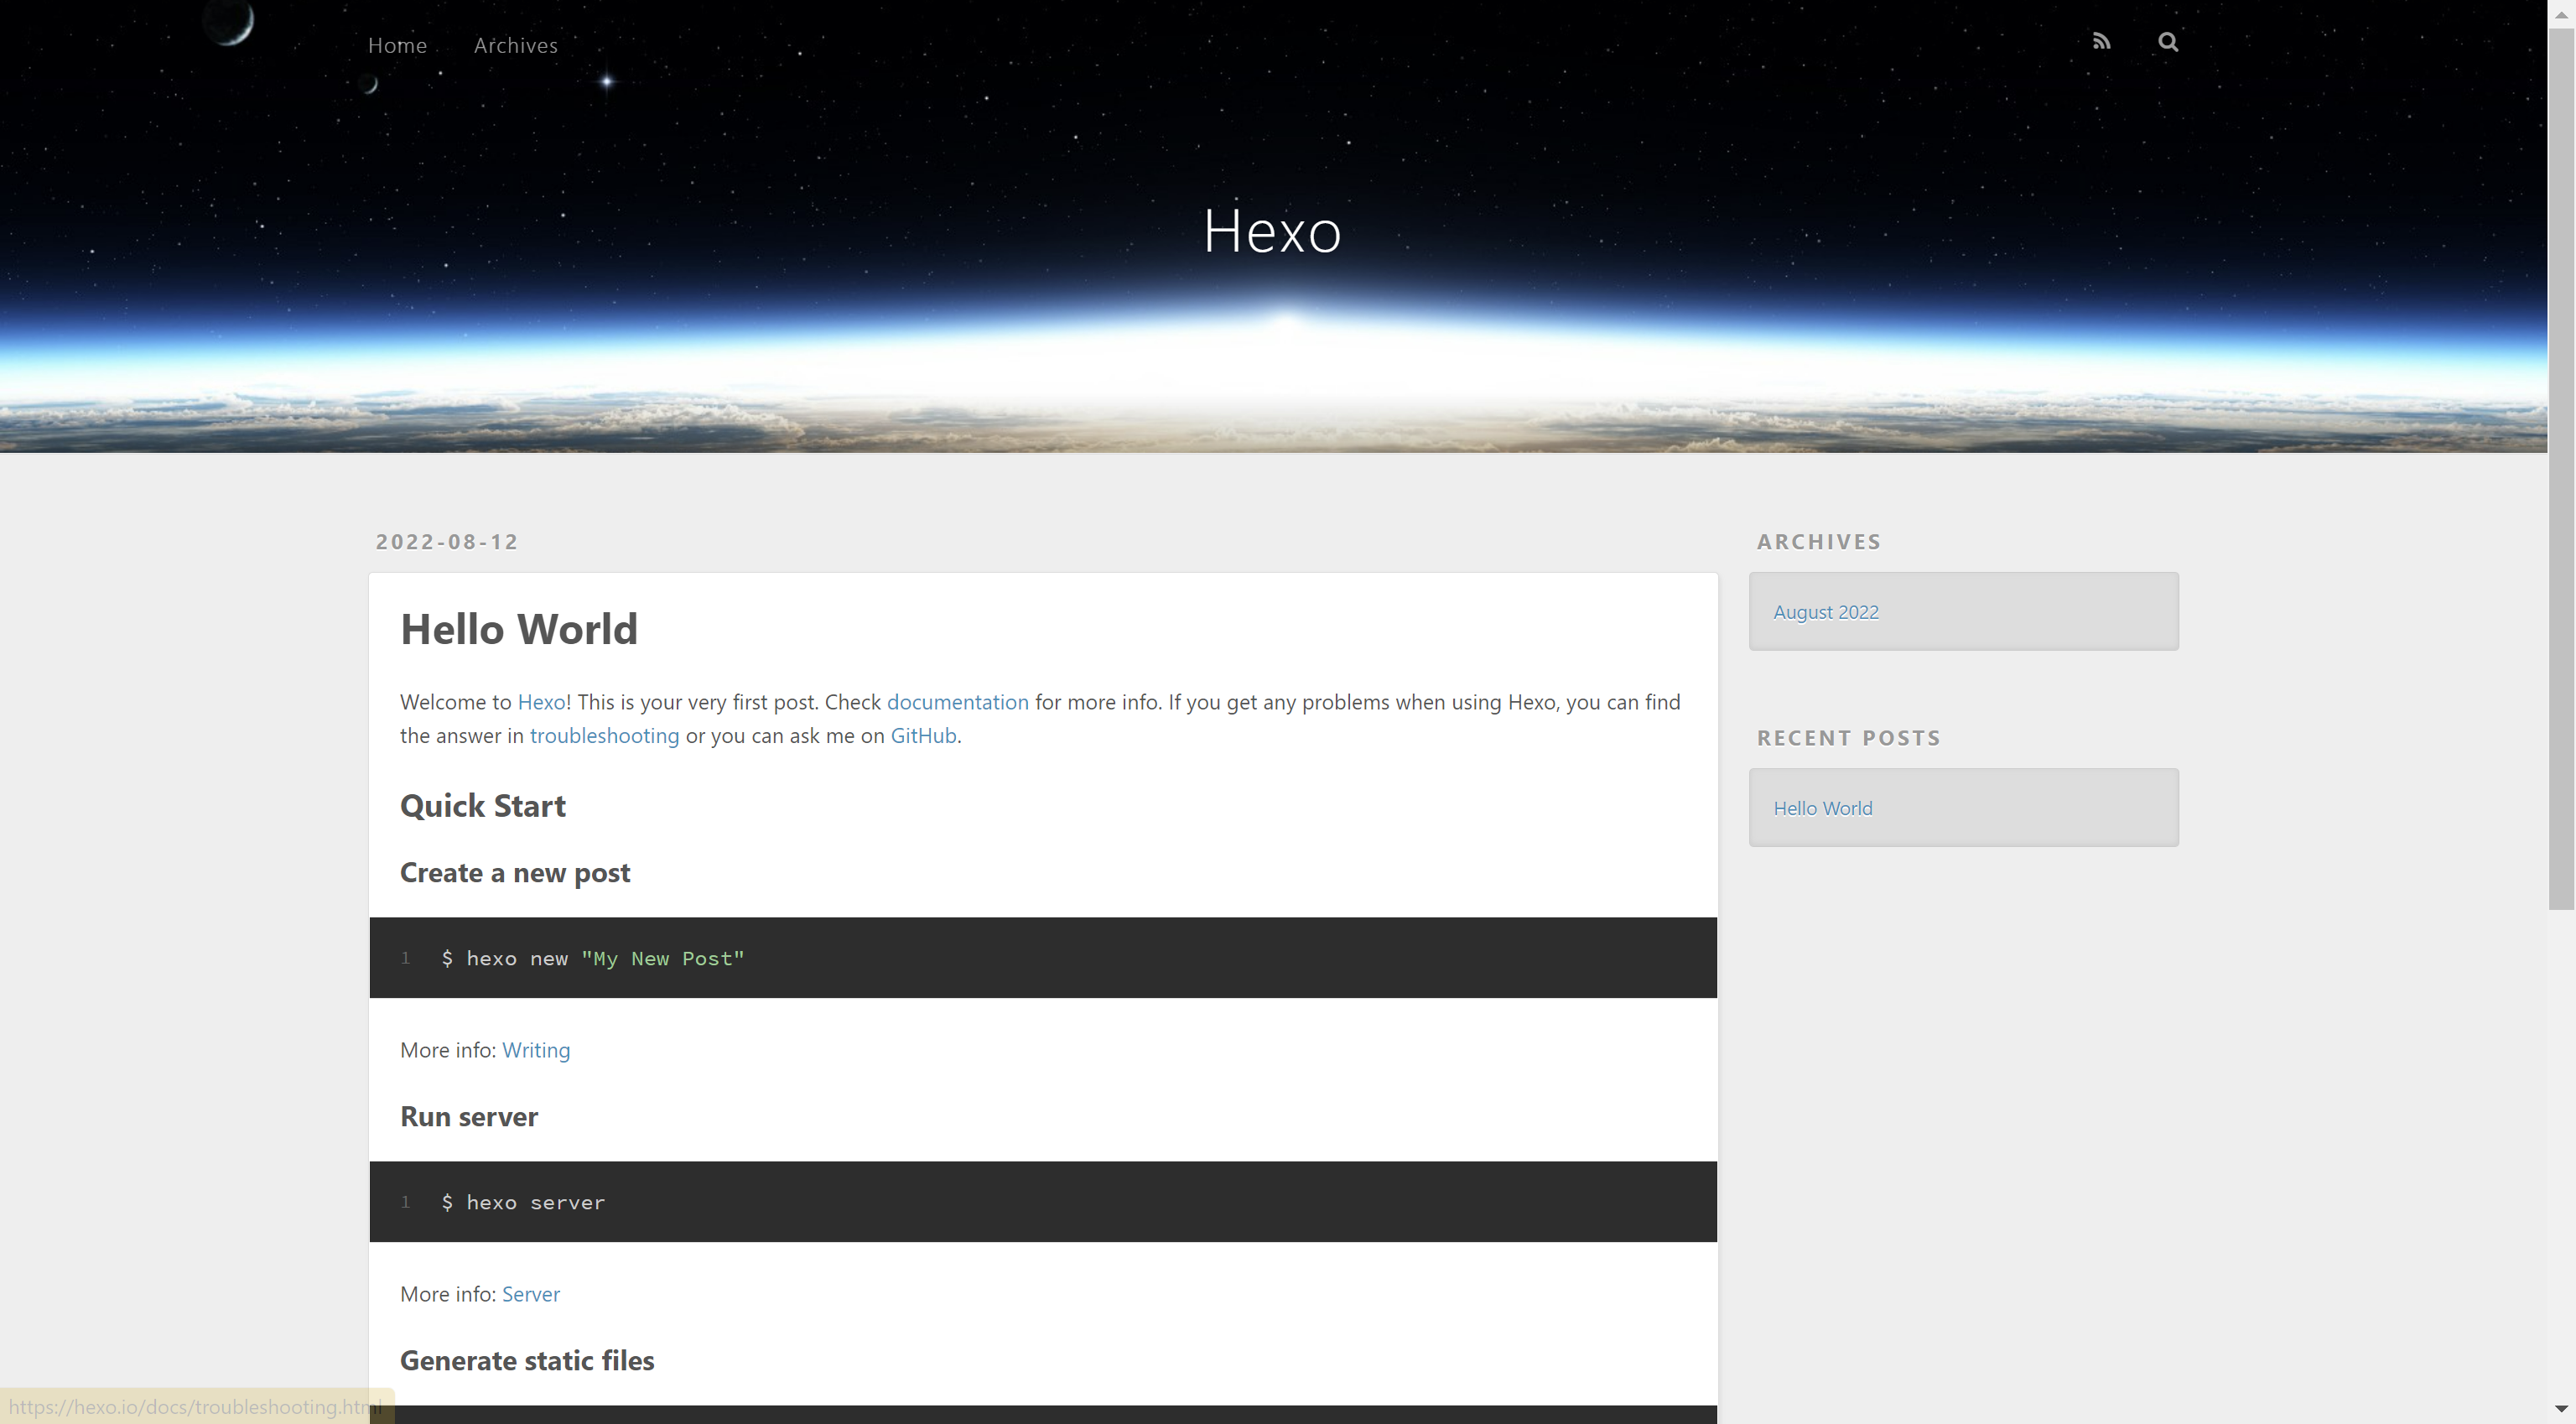 Home Archives
Hexo
2022-08-12
Hello World
Welcome to Hexo! This is your very first post. Check documentation for more info. If you get any problems when using Hexo, you can find
the answer in troubleshooting or you can ask me on GitHub.
Quick Start
Create a new post
1 $ hexo new "My New Post"
More info: Writing
Run server
1 $ hexo server
More info: Server
Generate static files
ARCHIVES
August 2022
RECENT POSTS
Hello World
https://hexo.io/docs/troubleshooting.html